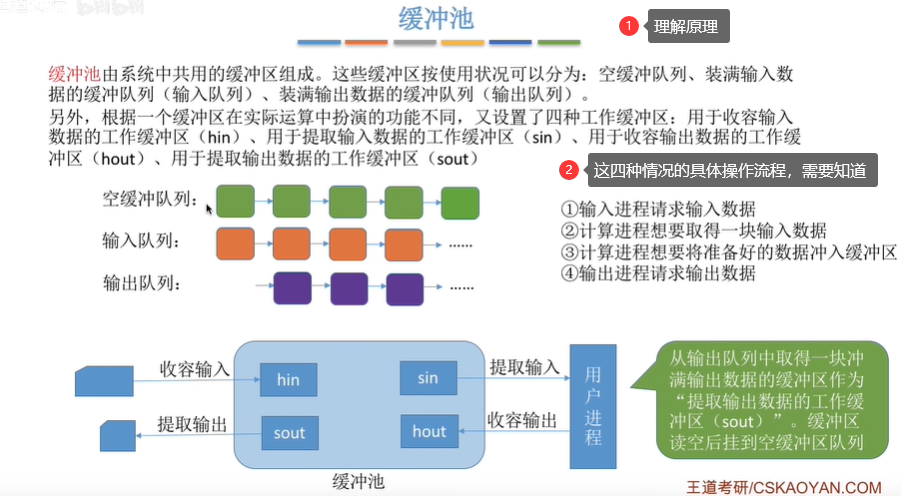 缓冲池
1 理解原理
缓冲池由系统中共用的缓冲区组成。这些缓冲区按使用状况可以分为：空缓冲队列、装满输入数
据的缓冲队列（输入队列）、装满输出数据的缓冲队列（输出队列）。
另外，根据一个缓冲区在实际运算中扮演的功能不同，又设置了四种工作缓冲区：用于收容输入
数据的工作缓冲区（hin）、用于提取输入数据的工作缓冲区（sin）、用于收容输出数据的工作缓
冲区（hout）、用于提取输出数据的工作缓冲区（sout）
2 这四种情况的具体操作流程，需要知道
空缓冲队列：
输入队列：
......
输出队列：
......
①输入进程请求输入数据
②计算进程想要取得一块输入数据
③计算进程想要将准备好的数据冲入缓冲区
④输出进程请求输出数据
收容输入
hin
sin
提取输入
提取输出
sout
hout
收容输出
用
户
进
程
缓冲池
从输出队列中取得一块冲
满输出数据的缓冲区作为
“提取输出数据的工作缓
冲区（sout）”。缓冲区
读空后挂到空缓冲区队列
王道考研/CSKAOYAN.COM